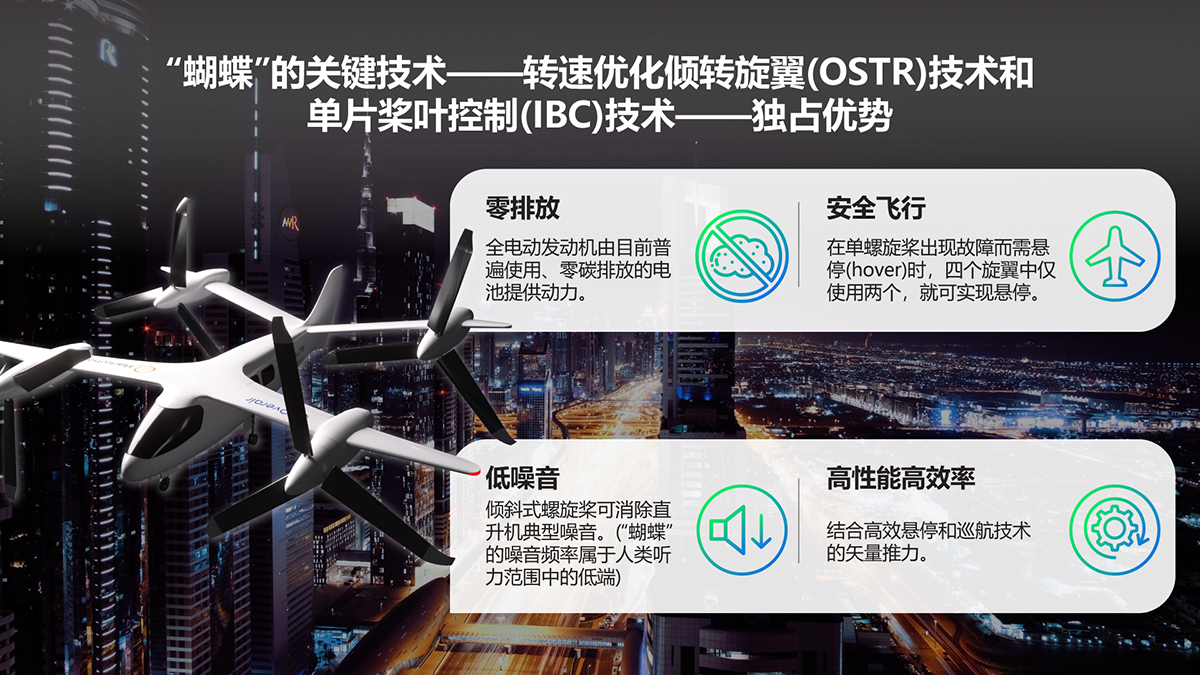 “蝴蝶”的关键技术——转速优化倾转旋翼(OSTR)技术和
单片桨叶控制(IBC)技术——独占优势
零排放
全电动发动机由目前普
遍使用、零碳排放的电
池提供动力。
安全飞行
在单螺旋桨出现故障而需悬
停(hover)时，四个旋翼中仅
使用两个，就可实现悬停。
低噪音
倾斜式螺旋桨可消除直
升机典型噪音。(“蝴蝶”
的噪音频率属于人类听
力范围中的低端)
高性能高效率
结合高效悬停和巡航技术
的矢量推力。
Overair